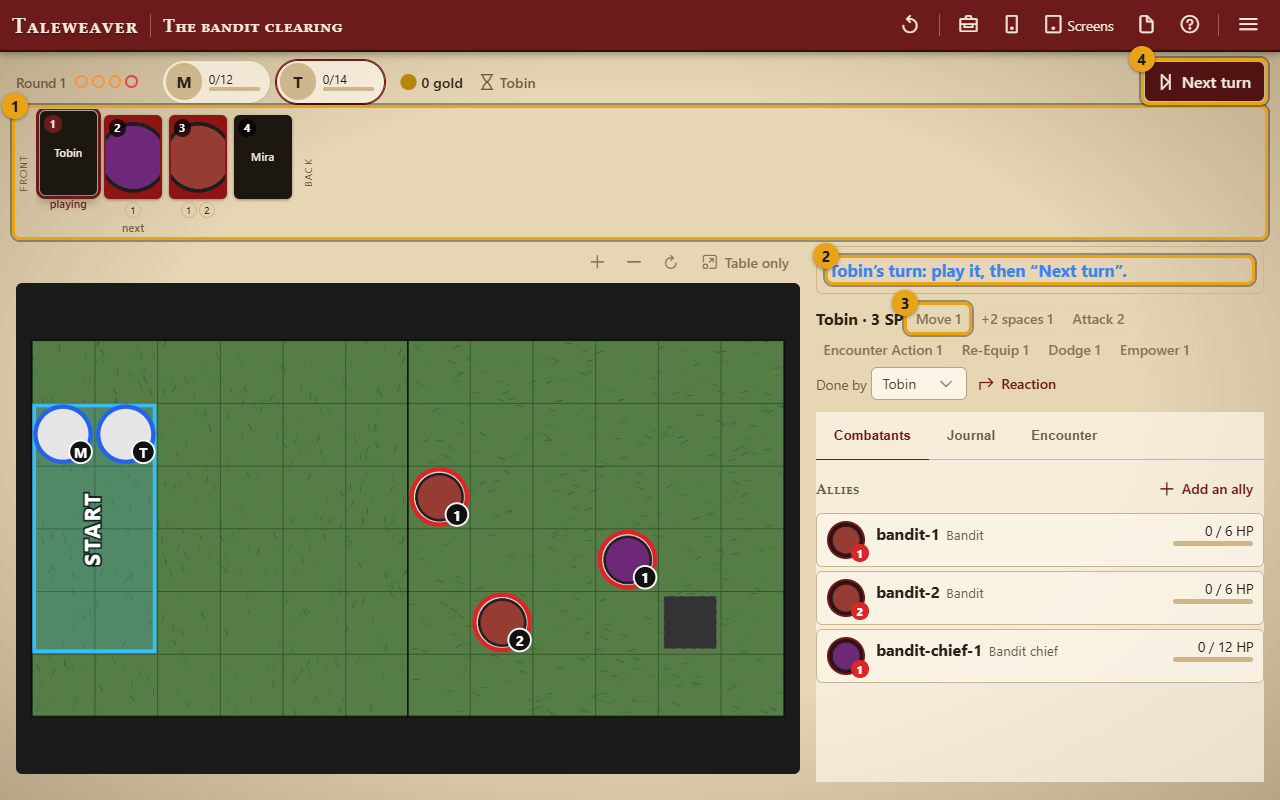 TALEWEAVER THE BANDIT CLEARING Screens
4
Round 1 M 0/12 T 0/14 0 gold Tobin Next turn
1
FRONT 1 Tobin 2 3 4 Mira BACK
playing 1 1 2
next
Table only
2 Tobin's turn: play it, then “Next turn”.
3
Tobin · 3 SP Move 1 +2 spaces 1 Attack 2
Encounter Action 1 Re-Equip 1 Dodge 1 Empower 1
Done by Tobin Reaction
Combatants Journal Encounter
ALLIES Add an ally
bandit-1 Bandit 0 / 6 HP
1
bandit-2 Bandit 0 / 6 HP
2
bandit-chief-1 Bandit chief 0 / 12 HP
1
M T
START
1
1
2